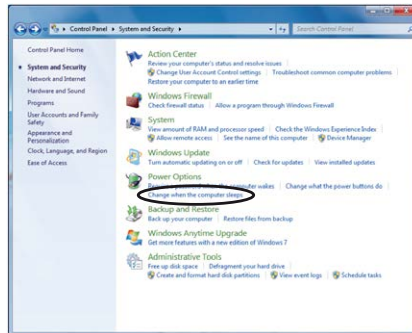 Control Panel ▸ System and Security ▸
Search Control Panel
Control Panel Home
System and Security
Network and Internet
Hardware and Sound
Programs
User Accounts and Family
Safety
Appearance and
Personalization
Clock, Language, and Region
Ease of Access
Action Center
Review your computer's status and resolve issues
Change User Account Control settings | Troubleshoot common computer problems
Restore your computer to an earlier time
Windows Firewall
Check firewall status | Allow a program through Windows Firewall
System
View amount of RAM and processor speed | Check the Windows Experience Index
Allow remote access | See the name of this computer | Device Manager
Windows Update
Turn automatic updating on or off | Check for updates | View installed updates
Power Options
when the computer wakes | Change what the power buttons do
Change when the computer sleeps
Backup and Restore
Back up your computer | Restore files from backup
Windows Anytime Upgrade
Get more features with a new edition of Windows 7
Administrative Tools
Free up disk space | Defragment your hard drive
Create and format hard disk partitions | View event logs | Schedule tasks